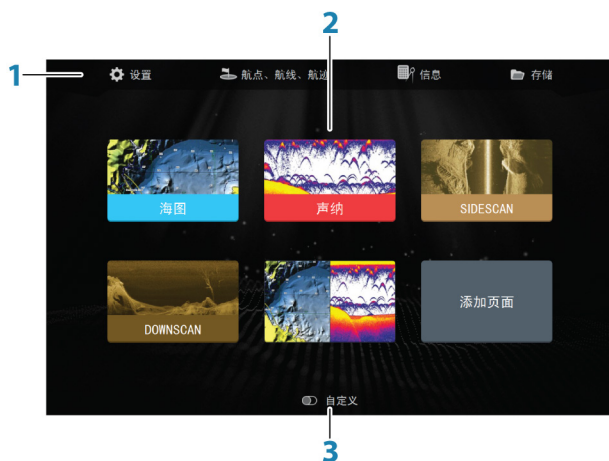 2
1
设置 航点、航线、航迹 信息 存储
海图 声纳 SIDESCAN
DOWNSCAN 添加页面
自定义
3